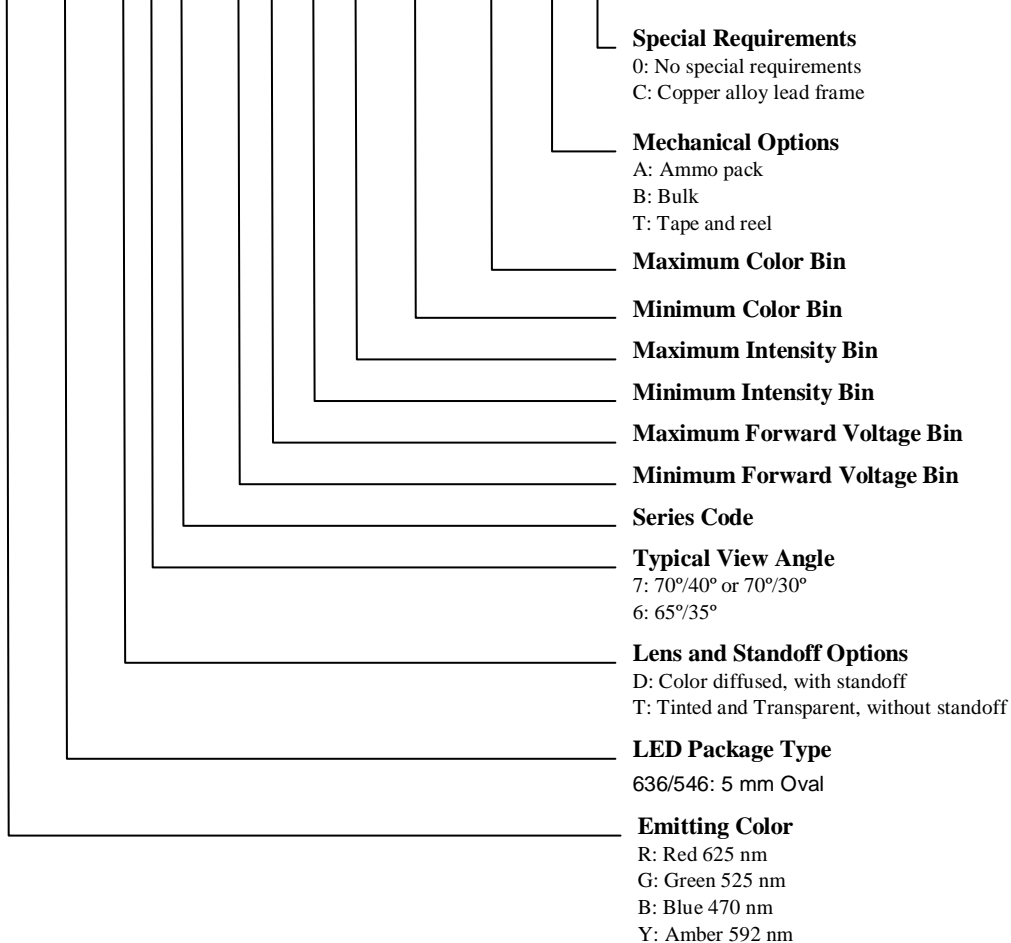 Special Requirements
0: No special requirements
C: Copper alloy lead frame
Mechanical Options
A: Ammo pack
B: Bulk
T: Tape and reel
Maximum Color Bin
Minimum Color Bin
Maximum Intensity Bin
Minimum Intensity Bin
Maximum Forward Voltage Bin
Minimum Forward Voltage Bin
Series Code
Typical View Angle
7: 70º/40º or 70º/30º
6: 65º/35º
Lens and Standoff Options
D: Color diffused, with standoff
T: Tinted and Transparent, without standoff
LED Package Type
636/546: 5 mm Oval
Emitting Color
R: Red 625 nm
G: Green 525 nm
B: Blue 470 nm
Y: Amber 592 nm